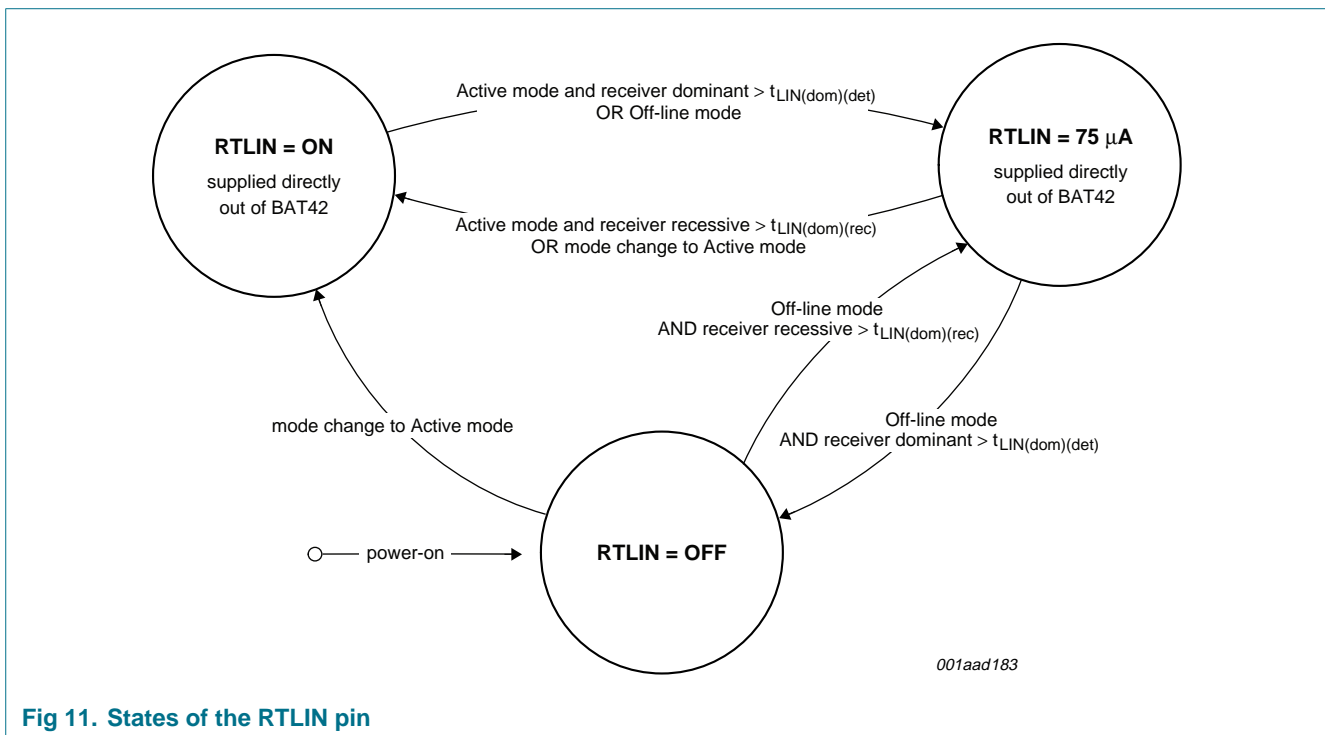 Active mode and receiver dominant > tLIN(dom)(det)
OR Off-line mode
RTLIN = ON
supplied directly
out of BAT42
RTLIN = 75 μA
supplied directly
out of BAT42
Active mode and receiver recessive > tLIN(dom)(rec)
OR mode change to Active mode
Off-line mode
AND receiver recessive > tLIN(dom)(rec)
mode change to Active mode
Off-line mode
AND receiver dominant > tLIN(dom)(det)
power-on
RTLIN = OFF
001aad183
Fig 11. States of the RTLIN pin